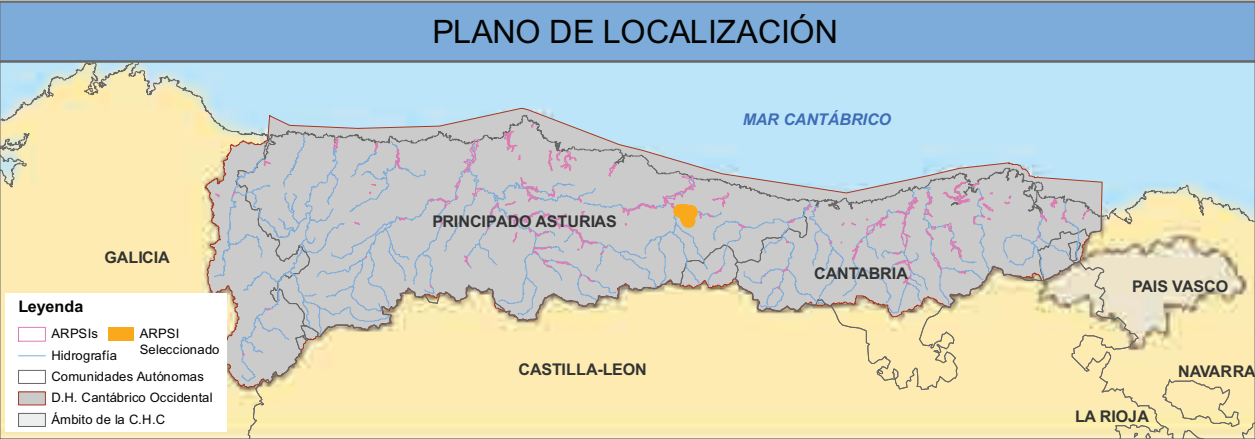 PLANO DE LOCALIZACIÓN
MAR CANTÁBRICO
PRINCIPADO ASTURIAS
GALICIA
CANTABRIA
PAIS VASCO
CASTILLA-LEON
NAVARRA
LA RIOJA
Leyenda
ARPSIs
ARPSI
Seleccionado
Hidrografía
Comunidades Autónomas
D.H. Cantábrico Occidental
Ámbito de la C.H.C